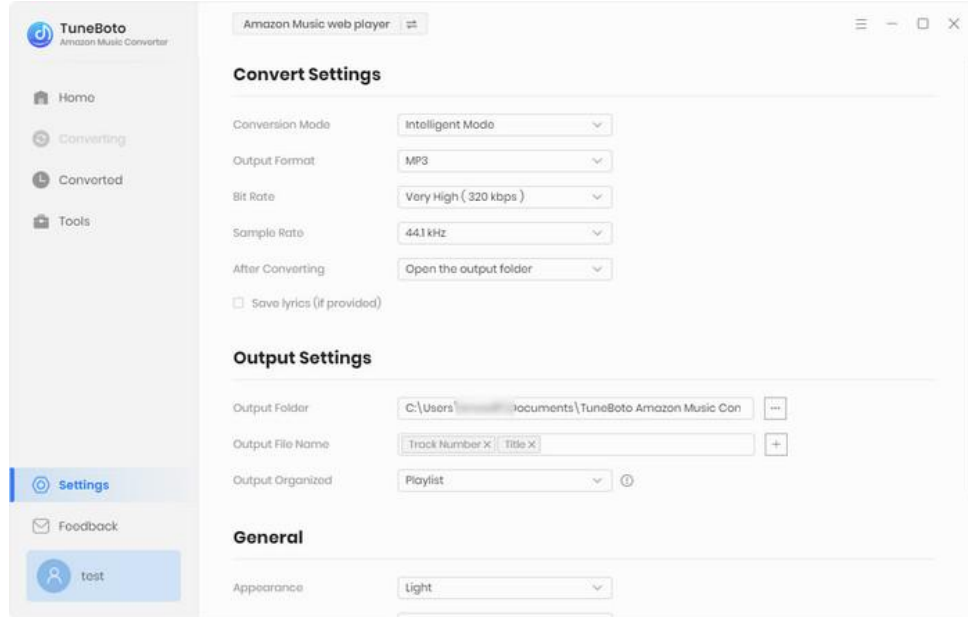 TuneBoto
Amazon Music Converter
Home
Converting
Converted
Tools
Settings
Feedback
test
Amazon Music web player
Convert Settings
Conversion Mode Intelligent Mode
Output Format MP3
Bit Rate Very High ( 320 kbps )
Sample Rate 44.1 kHz
After Converting Open the output folder
Save lyrics (if provided)
Output Settings
Output Folder C:\Users\ ocuments\TuneBoto Amazon Music Con ...
Output File Name Track Number X Title X +
Output Organized Playlist
General
Appearance Light